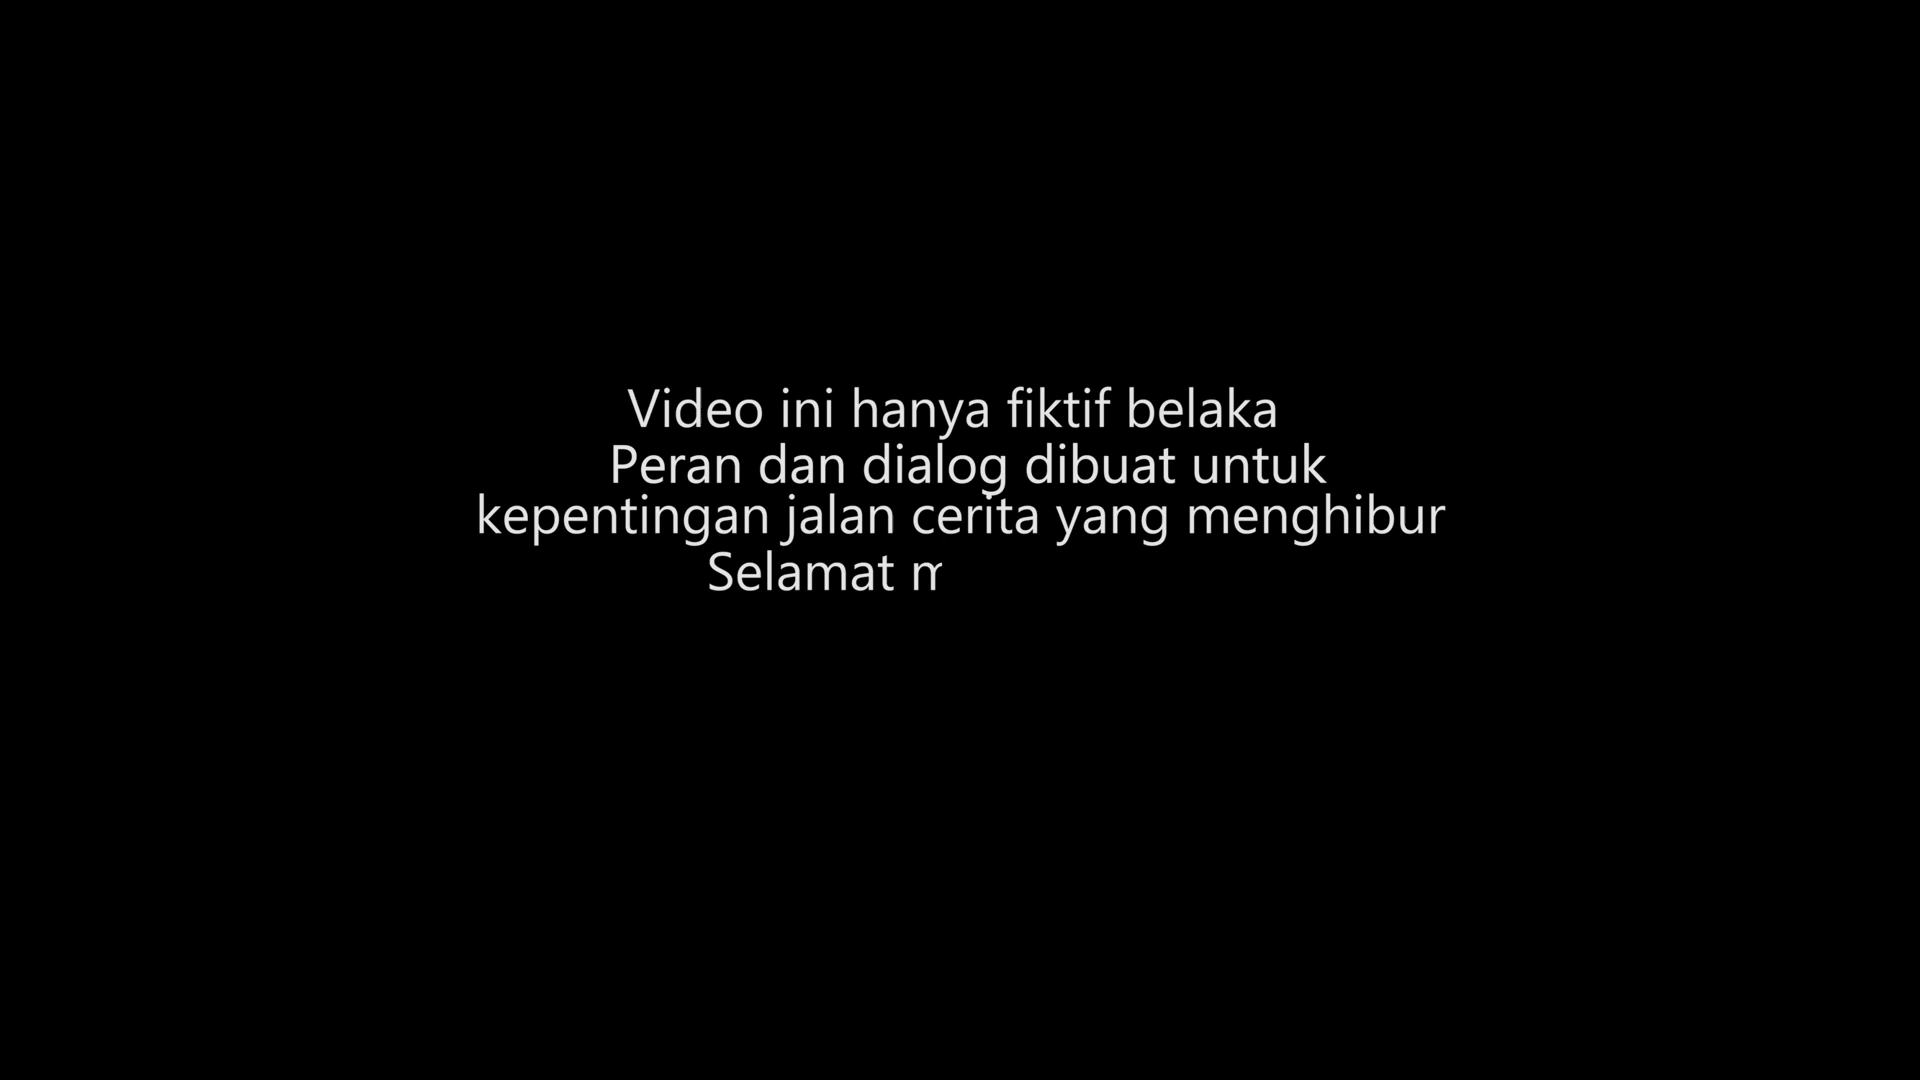 Video ini hanya fiktif belaka
Peran dan dialog dibuat untuk
kepentingan jalan cerita yang menghibur
Selamat